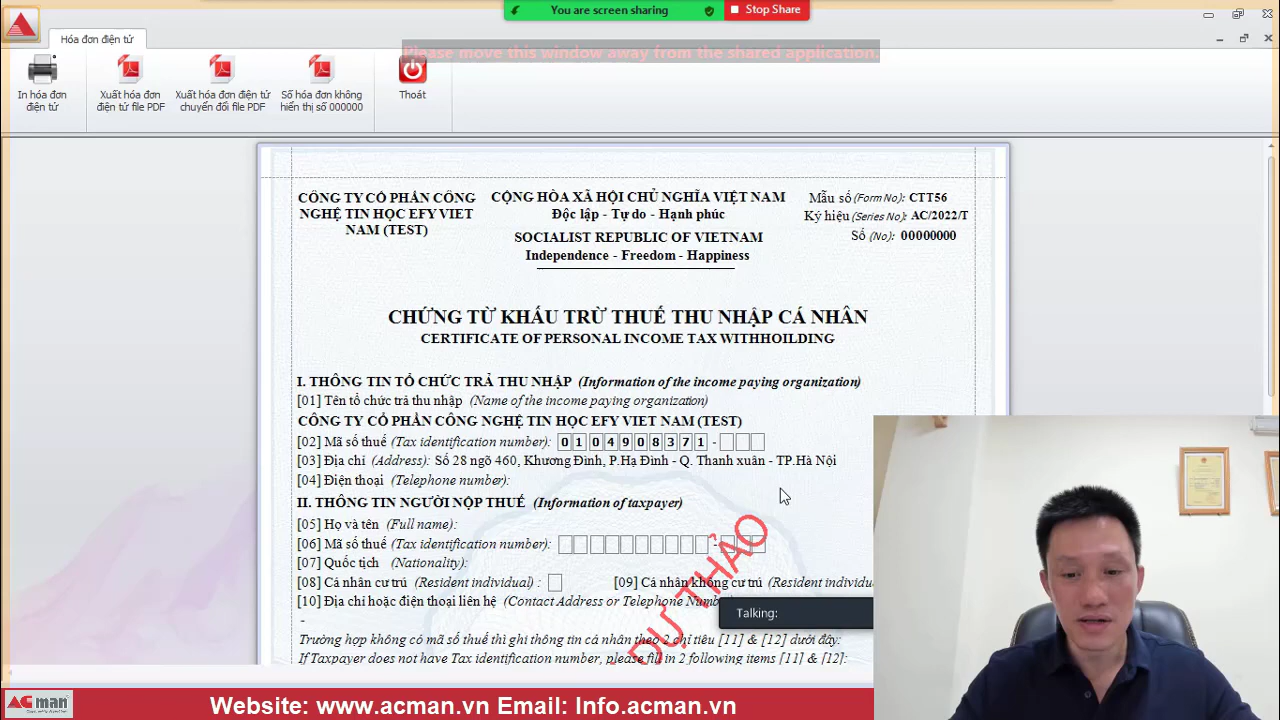 You are screen sharing
Stop Share
Please move this window away from the shared application.
Hóa đơn điện tử
In hóa đơn điện tử
Xuất hóa đơn điện tử file PDF
Xuất hóa đơn điện tử chuyển đổi file PDF
Số hóa đơn không hiển thị số 000000
Thoát
CÔNG TY CỔ PHẦN CÔNG
NGHỆ TIN HỌC EFY VIET
NAM (TEST)
CỘNG HÒA XÃ HỘI CHỦ NGHĨA VIỆT NAM
Độc lập - Tự do - Hạnh phúc
SOCIALIST REPUBLIC OF VIETNAM
Independence - Freedom - Happiness
Mẫu số (Form No): CTT56
Ký hiệu (Series No): AC/2022/T
Số (No): 00000000
CHỨNG TỪ KHẤU TRỪ THUẾ THU NHẬP CÁ NHÂN
CERTIFICATE OF PERSONAL INCOME TAX WITHHOILDING
I. THÔNG TIN TỔ CHỨC TRẢ THU NHẬP (Information of the income paying organization)
[01] Tên tổ chức trả thu nhập (Name of the income paying organization)
CÔNG TY CỔ PHẦN CÔNG NGHỆ TIN HỌC EFY VIET NAM (TEST)
[02] Mã số thuế (Tax identification number): 0104908371 -
[03] Địa chỉ (Address): Số 28 ngõ 460, Khương Đình, P.Hạ Đình - Q. Thanh xuân - TP.Hà Nội
[04] Điện thoại (Telephone number):
II. THÔNG TIN NGƯỜI NỘP THUẾ (Information of taxpayer)
[05] Họ và tên (Full name):
[06] Mã số thuế (Tax identification number): -
[07] Quốc tịch (Nationality):
[08] Cá nhân cư trú (Resident individual) : [09] Cá nhân không cư trú (Resident individu
[10] Địa chỉ hoặc điện thoại liên hệ (Contact Address or Telephone Numbe
-
Trường hợp không có mã số thuế thì ghi thông tin cá nhân theo 2 chỉ tiêu [11] & [12] dưới đây:
If Taxpayer does not have Tax identification number, please fill in 2 following items [11] & [12]:
DỰ THẢO
Talking:
ACman
Website: www.acman.vn Email: Info.acman.vn